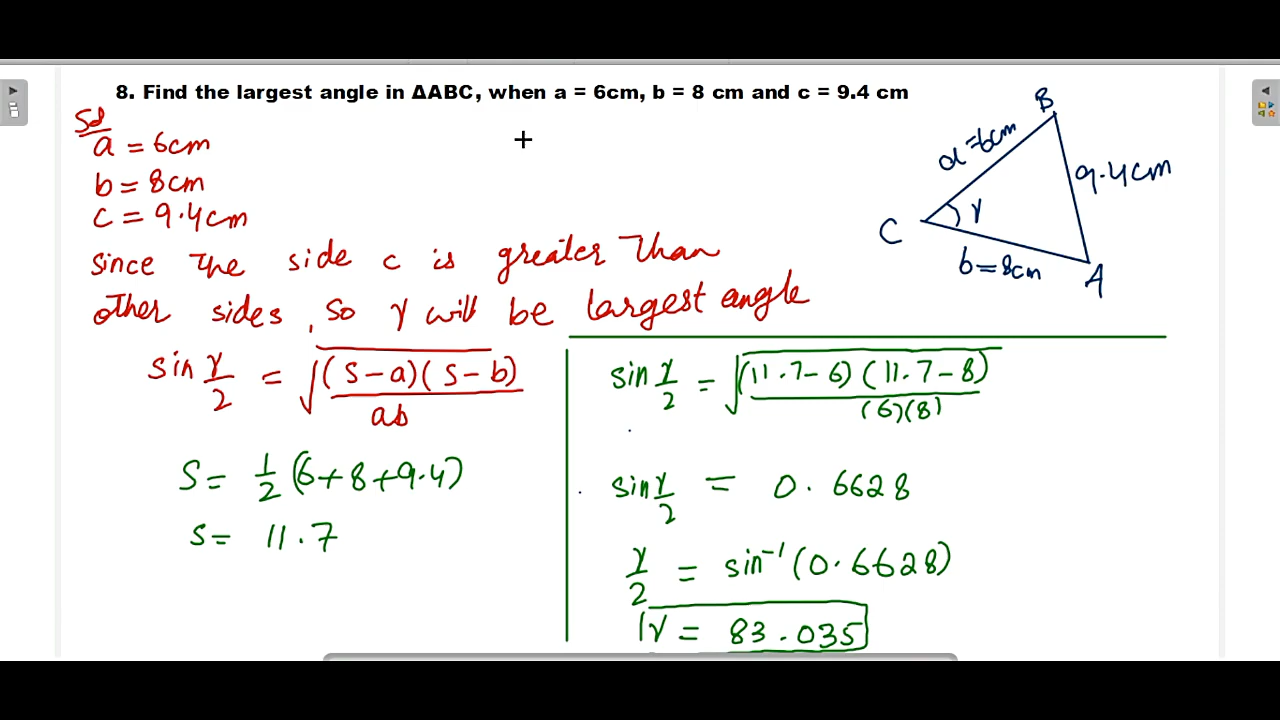 8. Find the largest angle in ΔABC, when a = 6cm, b = 8 cm and c = 9.4 cm
Sol
a = 6cm
b = 8cm
c = 9.4cm
since the side c is greater than
other sides, so γ will be largest angle
sin γ/2 = √((s-a)(s-b)/ab)
S = 1/2 (6+8+9.4)
S = 11.7
B
a=6cm
9.4cm
C
γ
b=8cm
A
sin γ/2 = √((11.7-6)(11.7-8)/(6)(8))
sin γ/2 = 0.6628
γ/2 = sin⁻¹(0.6628)
γ = 83.035